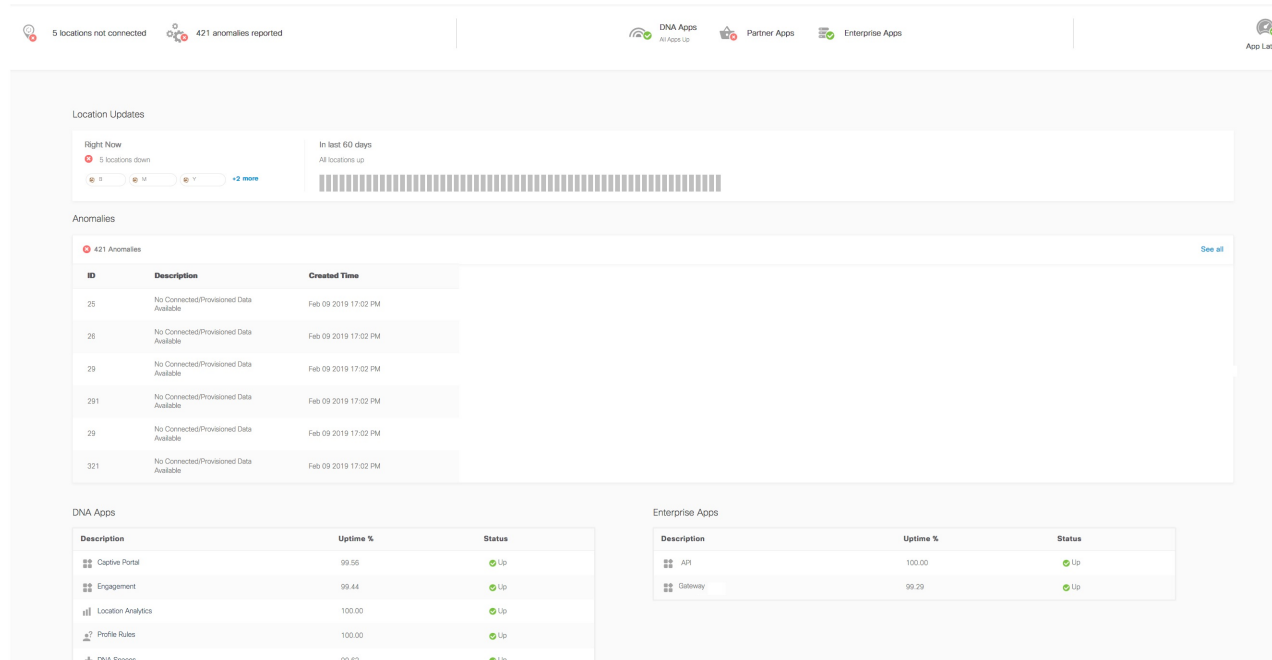 5 locations not connected
421 anomalies reported
DNA Apps
All Apps Up
Partner Apps
Enterprise Apps
App Lat
Location Updates
Right Now
5 locations down
+2 more
In last 60 days
All locations up
Anomalies
421 Anomalies
See all
ID Description Created Time
25 No Connected/Provisioned Data Feb 09 2019 17:02 PM
Available
26 No Connected/Provisioned Data Feb 09 2019 17:02 PM
Available
29 No Connected/Provisioned Data Feb 09 2019 17:02 PM
Available
291 No Connected/Provisioned Data Feb 09 2019 17:02 PM
Available
29 No Connected/Provisioned Data Feb 09 2019 17:02 PM
Available
321 No Connected/Provisioned Data Feb 09 2019 17:02 PM
Available
DNA Apps
Description Uptime % Status
Captive Portal 99.56 Up
Engagement 99.44 Up
Location Analytics 100.00 Up
Profile Rules 100.00 Up
DNA Spaces Up
Enterprise Apps
Description Uptime % Status
API 100.00 Up
Gateway 99.29 Up